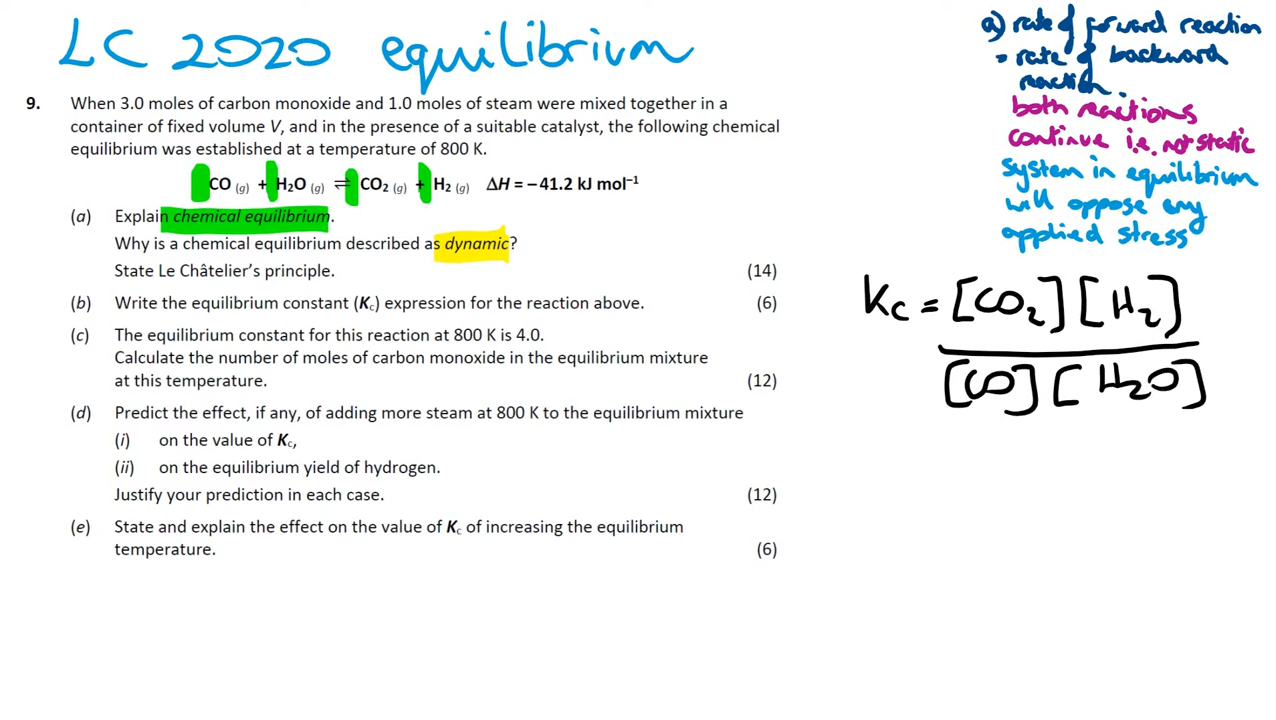 LC 2020 equilibrium
9. When 3.0 moles of carbon monoxide and 1.0 moles of steam were mixed together in a
container of fixed volume V, and in the presence of a suitable catalyst, the following chemical
equilibrium was established at a temperature of 800 K.
CO (g) + H₂O (g) ⇌ CO₂ (g) + H₂ (g) ΔH = −41.2 kJ mol⁻¹
(a) Explain chemical equilibrium.
Why is a chemical equilibrium described as dynamic?
State Le Châtelier’s principle. (14)
(b) Write the equilibrium constant (Kc) expression for the reaction above. (6)
(c) The equilibrium constant for this reaction at 800 K is 4.0.
Calculate the number of moles of carbon monoxide in the equilibrium mixture
at this temperature. (12)
(d) Predict the effect, if any, of adding more steam at 800 K to the equilibrium mixture
(i) on the value of Kc,
(ii) on the equilibrium yield of hydrogen.
Justify your prediction in each case. (12)
(e) State and explain the effect on the value of Kc of increasing the equilibrium
temperature. (6)
a) rate of forward reaction
= rate of backward
reaction
both reactions
continue i.e. not static
system in equilibrium
will oppose any
applied stress
Kc = [CO₂][H₂]
[CO][H₂O]